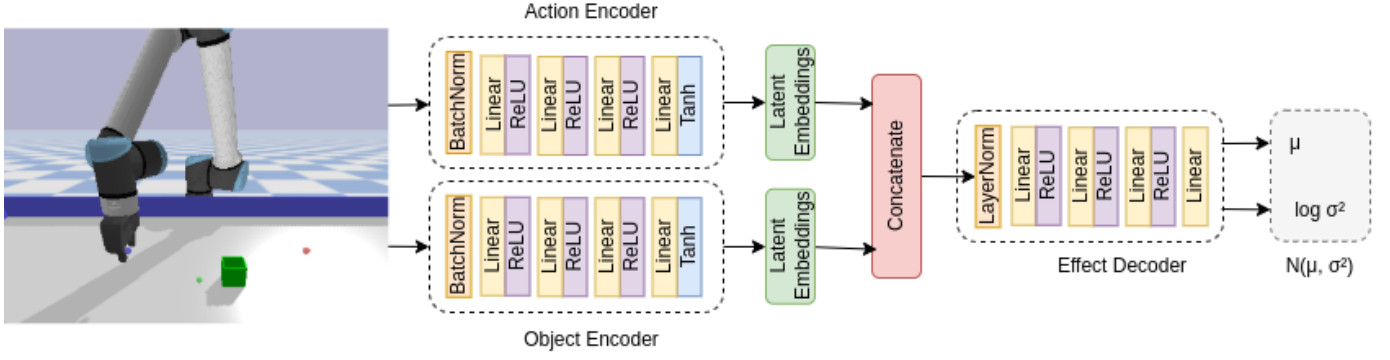 Action Encoder
BatchNorm
Linear
ReLU
Linear
ReLU
Linear
ReLU
Linear
Tanh
Latent
Embeddings
Object Encoder
BatchNorm
Linear
ReLU
Linear
ReLU
Linear
ReLU
Linear
Tanh
Latent
Embeddings
Concatenate
LayerNorm
Linear
ReLU
Linear
ReLU
Linear
ReLU
Linear
Effect Decoder
μ
log σ²
N(μ, σ²)